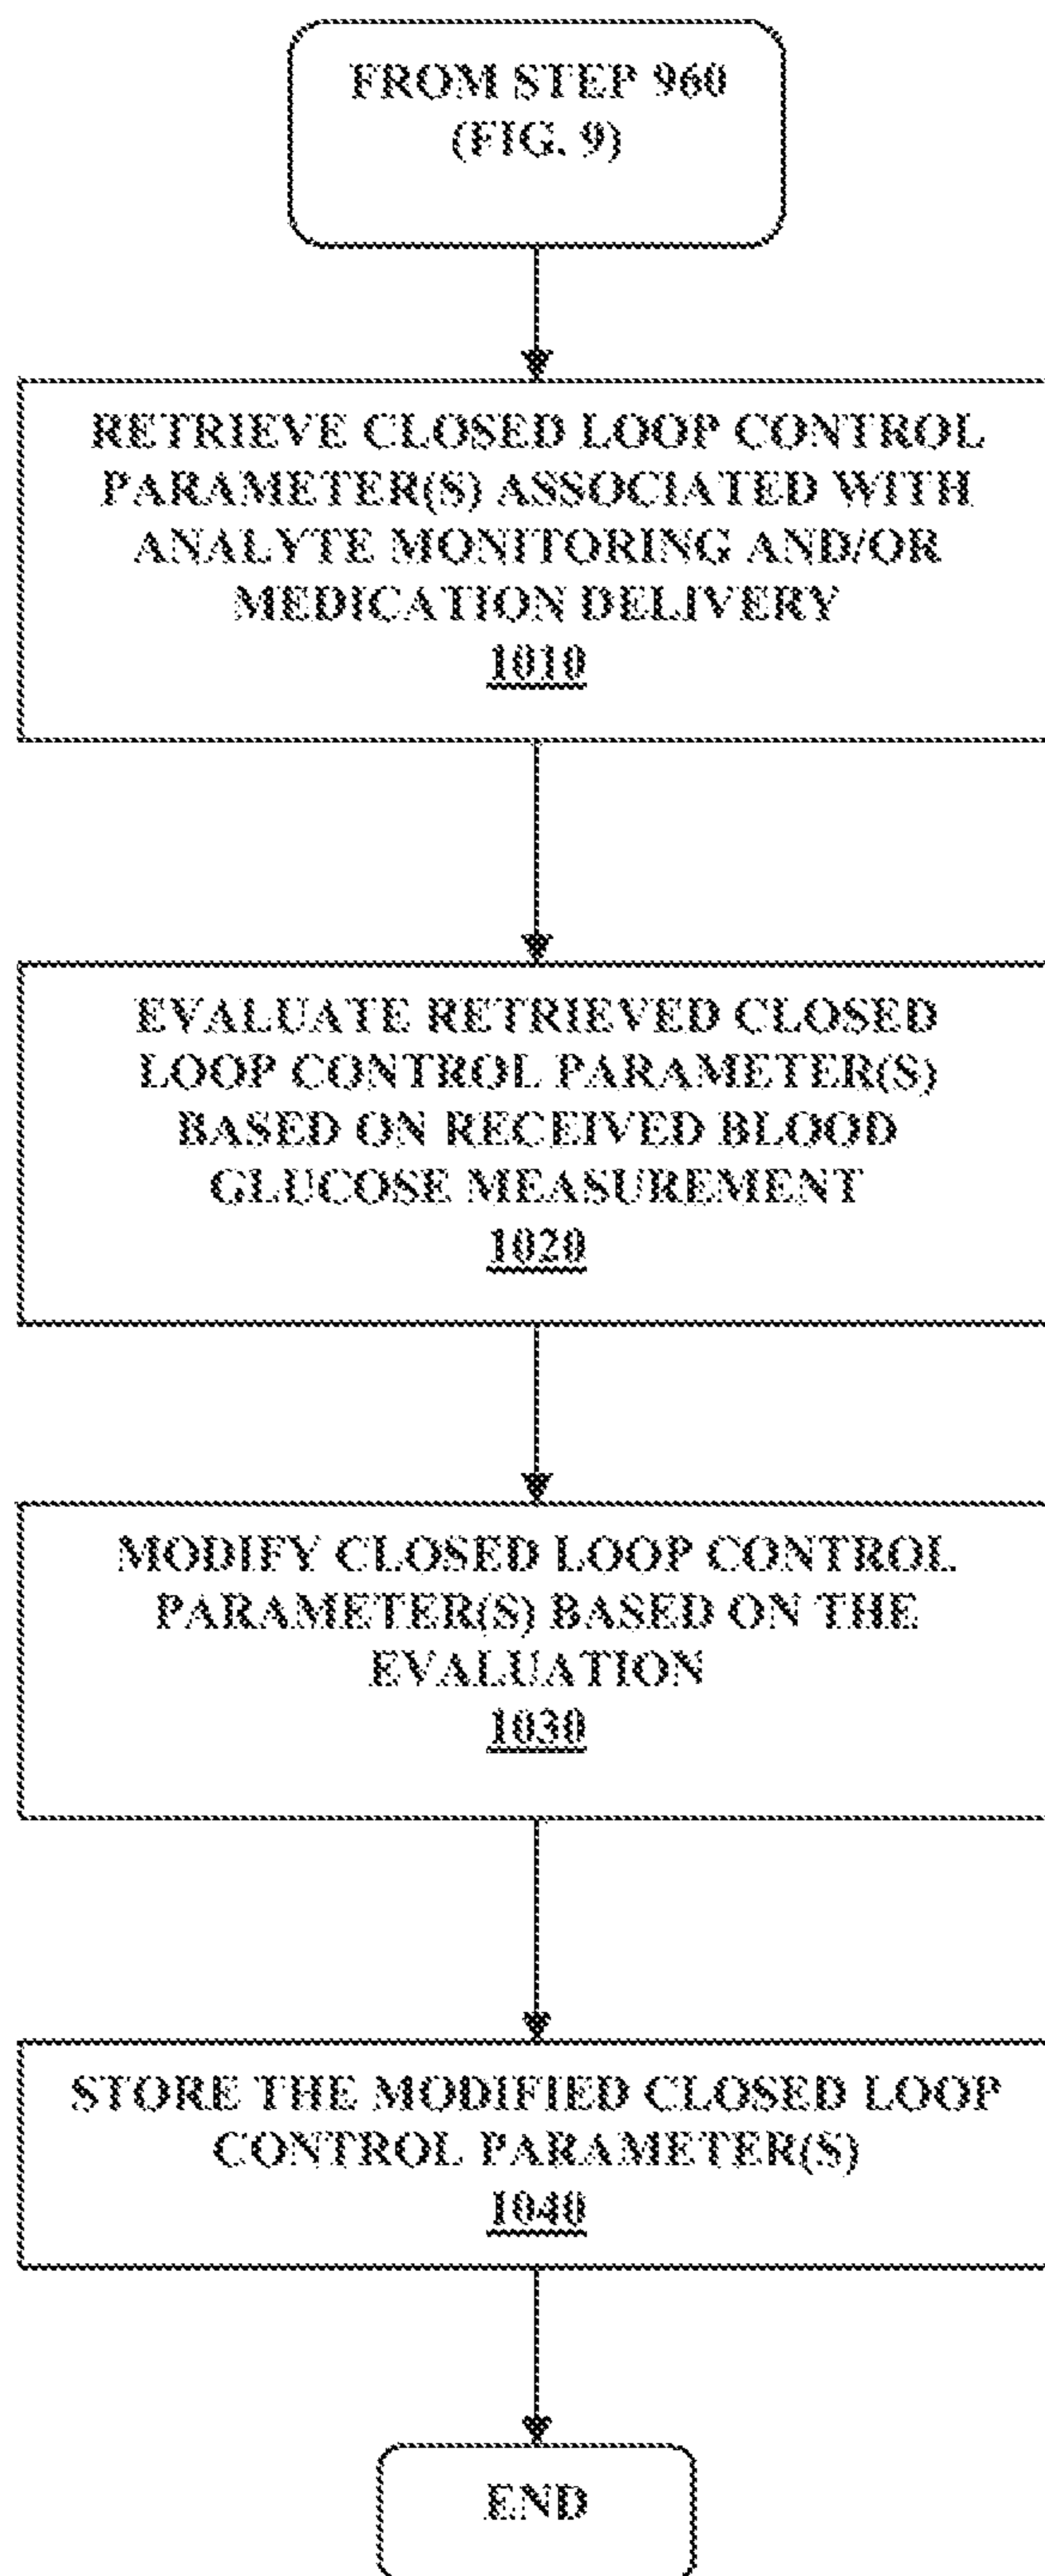 FROM STEP 960
(FIG. 9)
RETRIEVE CLOSED LOOP CONTROL
PARAMETER(S) ASSOCIATED WITH
ANALYTE MONITORING AND/OR
MEDICATION DELIVERY
1010
EVALUATE RETRIEVED CLOSED
LOOP CONTROL PARAMETER(S)
BASED ON RECEIVED BLOOD
GLUCOSE MEASUREMENT
1020
MODIFY CLOSED LOOP CONTROL
PARAMETER(S) BASED ON THE
EVALUATION
1030
STORE THE MODIFIED CLOSED LOOP
CONTROL PARAMETER(S)
1040
END